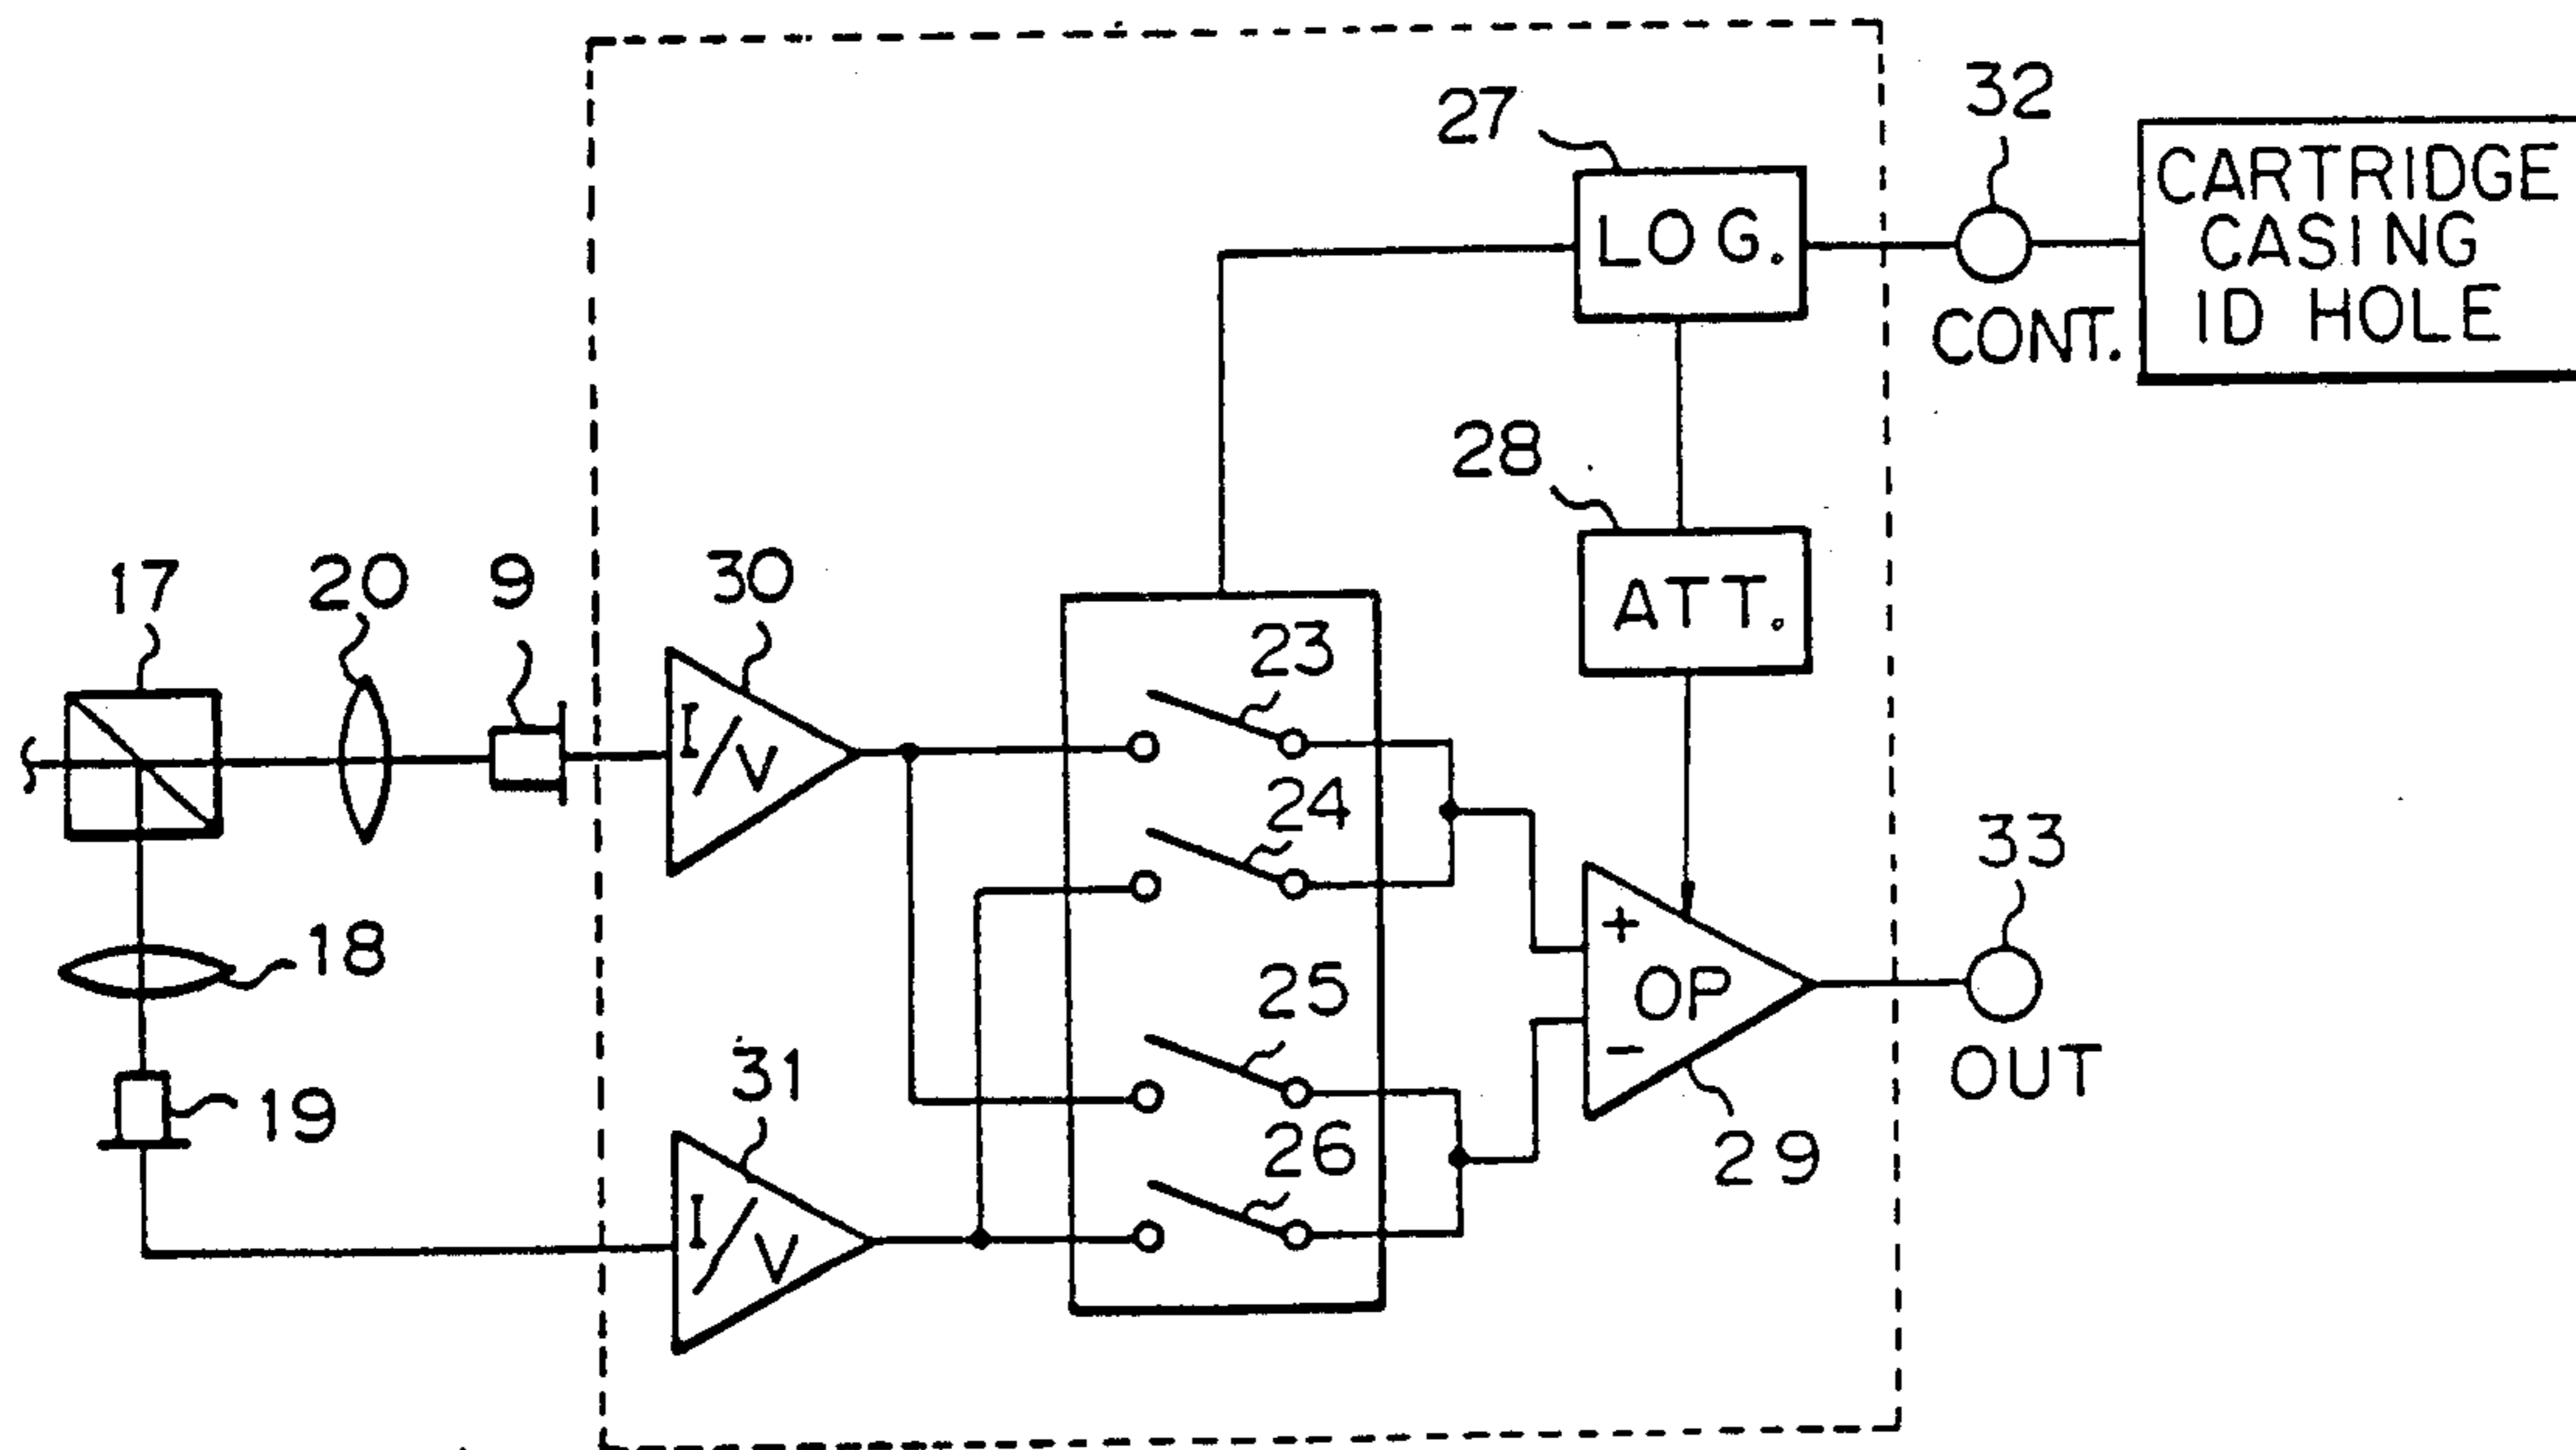 32
27
CARTRIDGE
CASING
ID HOLE
LOG.
CONT.
28
ATT.
17
20
9
30
I/V
23
24
33
18
+
OP
-
25
OUT
31
19
I/V
26
29